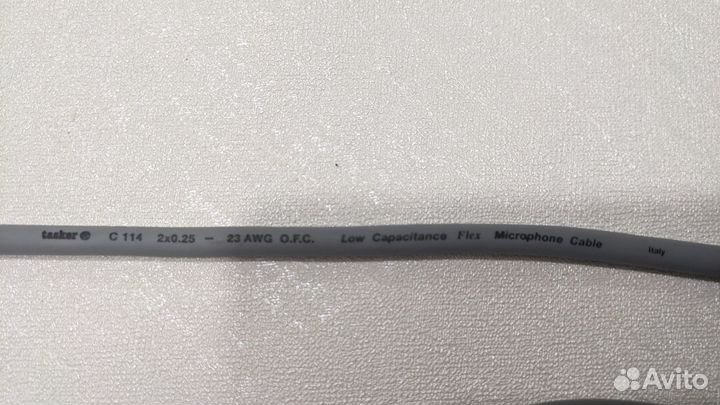 tasker C 114 2x0.25 — 23 AWG O.F.C. Low Capacitance Flex Microphone Cable Italy
Avito